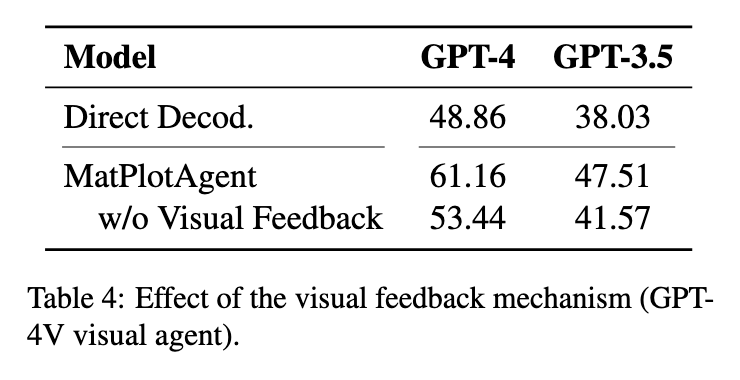 Model GPT-4 GPT-3.5
Direct Decod. 48.86 38.03
MatPlotAgent 61.16 47.51
w/o Visual Feedback 53.44 41.57
Table 4: Effect of the visual feedback mechanism (GPT-
4V visual agent).